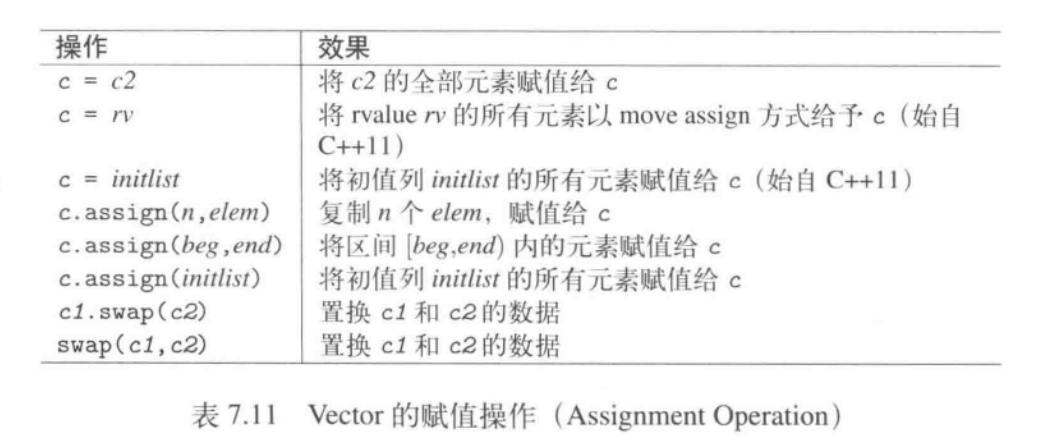 操作 效果
c = c2 将 c2 的全部元素赋值给 c
c = rv 将 rvalue rv 的所有元素以 move assign 方式给予 c（始自
C++11）
c = initlist 将初值列 initlist 的所有元素赋值给 c（始自 C++11）
c.assign(n,elem) 复制 n 个 elem，赋值给 c
c.assign(beg,end) 将区间 [beg,end) 内的元素赋值给 c
c.assign(initlist) 将初值列 initlist 的所有元素赋值给 c
c1.swap(c2) 置换 c1 和 c2 的数据
swap(c1,c2) 置换 c1 和 c2 的数据
表 7.11 Vector 的赋值操作（Assignment Operation）